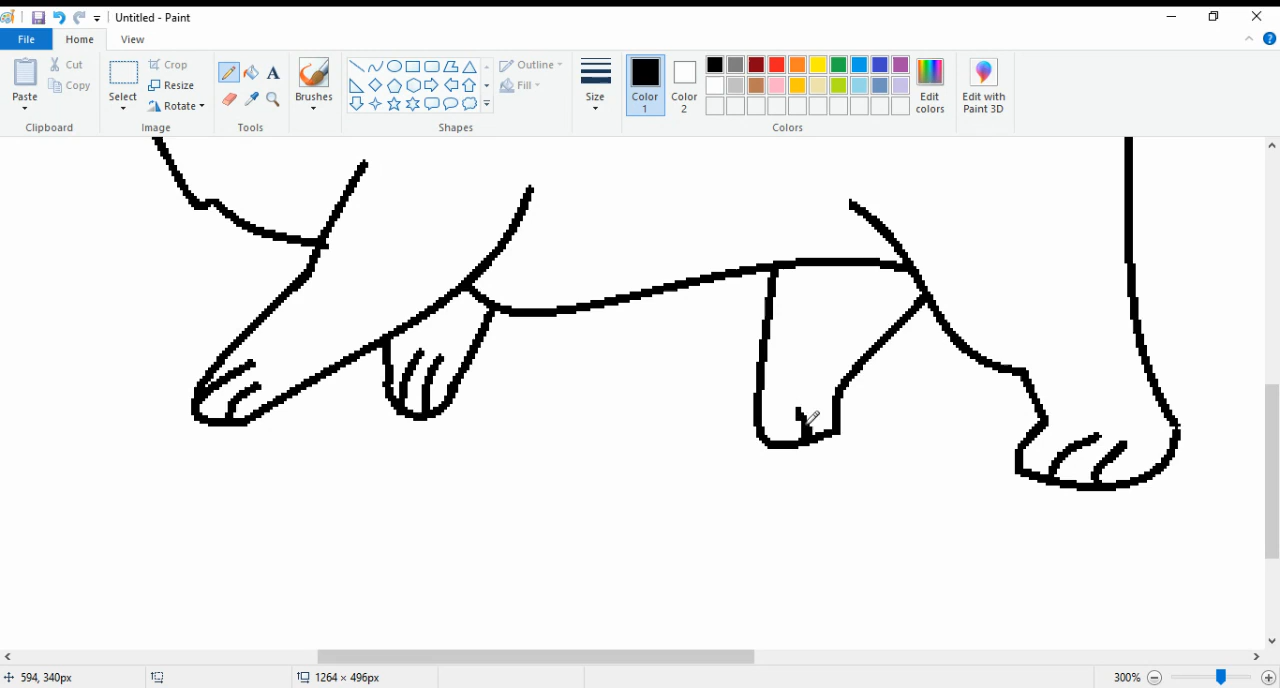 Untitled - Paint
File Home View
Cut
Copy
Paste
Clipboard
Crop
Resize
Rotate
Select
Image
A
Tools
Brushes
Outline
Fill
Shapes
Size
Color 1
Color 2
Edit colors
Colors
Edit with Paint 3D
?
594, 340px
1264 × 496px
300%